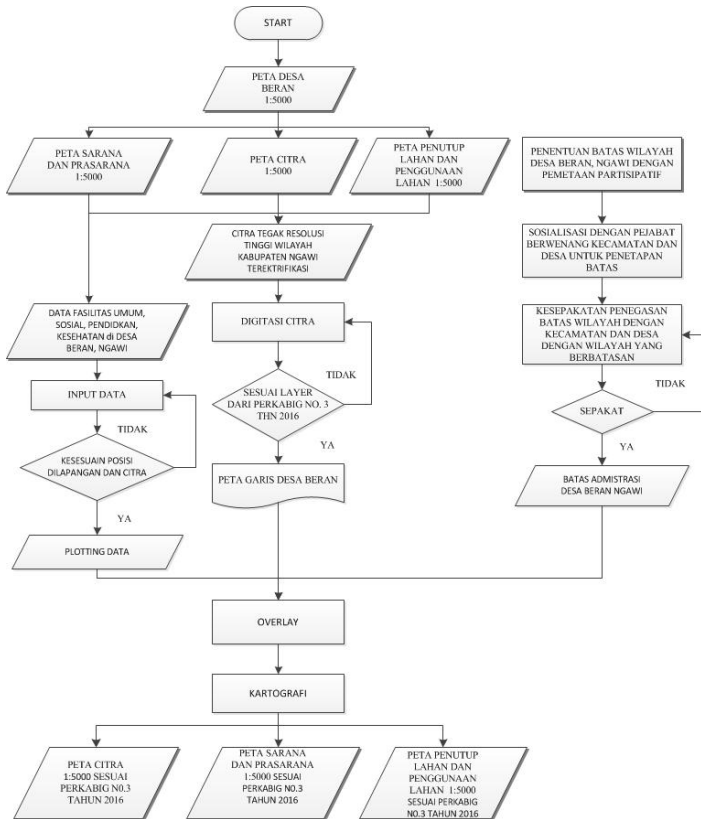 START
PETA DESA
BERAN
1:5000
PETA SARANA
DAN PRASARANA
1:5000
PETA CITRA
1:5000
PETA PENUTUP
LAHAN DAN
PENGGUNAAN
LAHAN 1:5000
PENENTUAN BATAS WILAYAH
DESA BERAN, NGAWI DENGAN
PEMETAAN PARTISIPATIF
CITRA TEGAK RESOLUSI
TINGGI WILAYAH
KABUPATEN NGAWI
TEREKTRIFIKASI
SOSIALISASI DENGAN PEJABAT
BERWENANG KECAMATAN DAN
DESA UNTUK PENETAPAN
BATAS
DATA FASILITAS UMUM,
SOSIAL, PENDIDKAN,
KESEHATAN di DESA
BERAN, NGAWI
DIGITASI CITRA
KESEPAKATAN PENEGASAN
BATAS WILAYAH DENGAN
KECAMATAN DAN DESA
DENGAN WILAYAH YANG
BERBATASAN
TIDAK
TIDAK
INPUT DATA
SESUAI LAYER
DARI PERKABIG NO. 3
THN 2016
SEPAKAT
TIDAK
YA
YA
KESESUAIN POSISI
DILAPANGAN DAN CITRA
PETA GARIS DESA BERAN
BATAS ADMISTRASI
DESA BERAN NGAWI
YA
PLOTTING DATA
OVERLAY
KARTOGRAFI
PETA CITRA
1:5000 SESUAI
PERKABIG N0.3
TAHUN 2016
PETA SARANA
DAN PRASARANA
1:5000 SESUAI
PERKABIG N0.3
TAHUN 2016
PETA PENUTUP
LAHAN DAN
PENGGUNAAN
LAHAN 1:5000
SESUAI PERKABIG
N0.3 TAHUN 2016